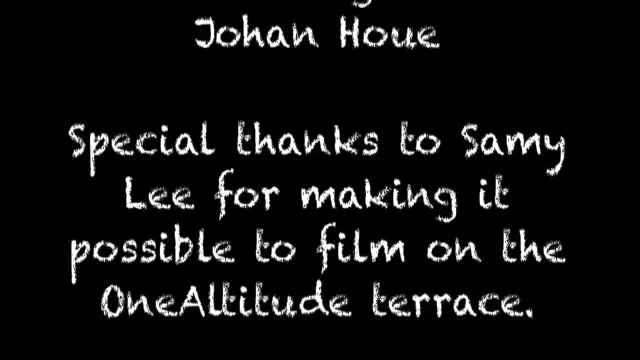 Johan Houe
Special thanks to Samy
Lee for making it
possible to film on the
OneAltitude terrace.